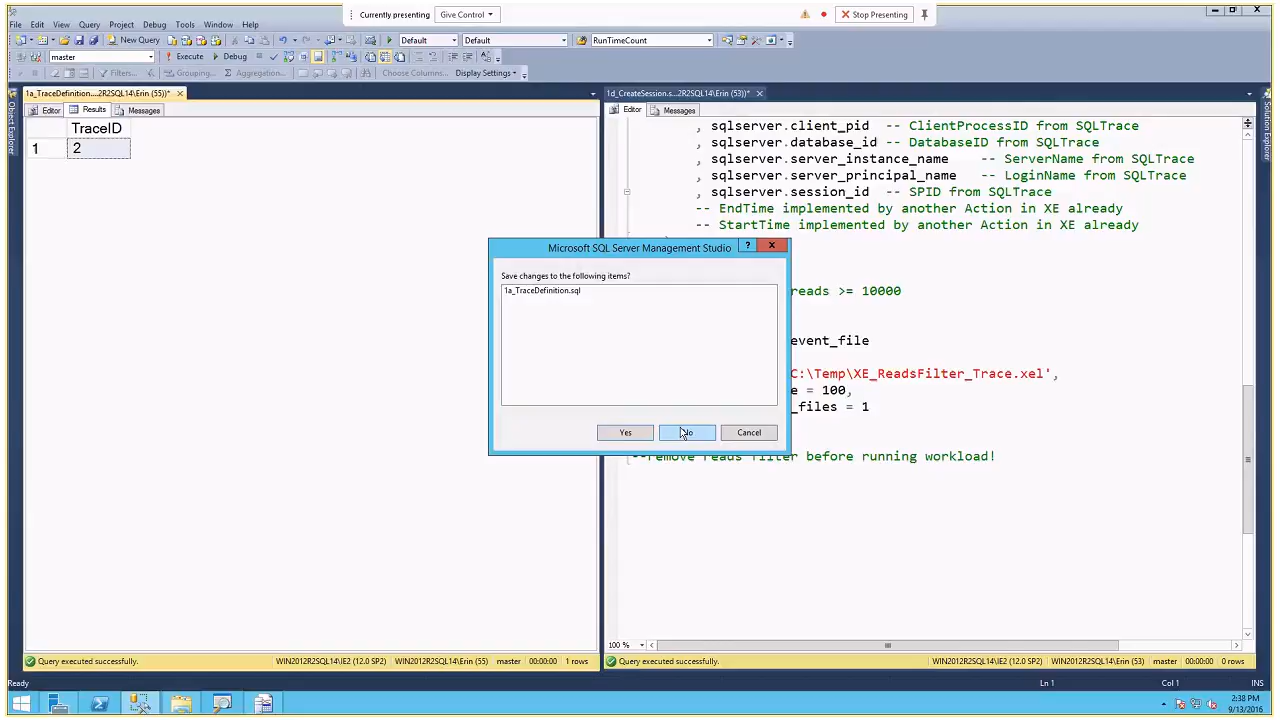 Currently presenting
Give Control
Stop Presenting
File Edit View Query Project Debug Tools Window Help
New Query Default Default RunTimeCount
master Execute Debug
Filters... Grouping... Aggregation... Choose Columns... Display Settings
1a_TraceDefinition....2R2SQL14\Erin (55))*
Editor Results Messages
TraceID
1 2
1d_CreateSession.s...2R2SQL14\Erin (53))*
Editor Messages
, sqlserver.client_pid -- ClientProcessID from SQLTrace
, sqlserver.database_id -- DatabaseID from SQLTrace
, sqlserver.server_instance_name -- ServerName from SQLTrace
, sqlserver.server_principal_name -- LoginName from SQLTrace
, sqlserver.session_id -- SPID from SQLTrace
-- EndTime implemented by another Action in XE already
-- StartTime implemented by another Action in XE already
reads >= 10000
event_file
C:\Temp\XE_ReadsFilter_Trace.xel',
= 100,
_files = 1
--remove reads filter before running workload!
Microsoft SQL Server Management Studio
Save changes to the following items?
1a_TraceDefinition.sql
Yes No Cancel
Object Explorer
Solution Explorer
100 %
Query executed successfully. WIN2012R2SQL14\IE2 (12.0 SP2) WIN2012R2SQL14\Erin (55) master 00:00:00 1 rows
Query executed successfully. WIN2012R2SQL14\IE2 (12.0 SP2) WIN2012R2SQL14\Erin (53) master 00:00:00 0 rows
Ready Ln 1 Col 1 INS
2:38 PM
9/13/2016